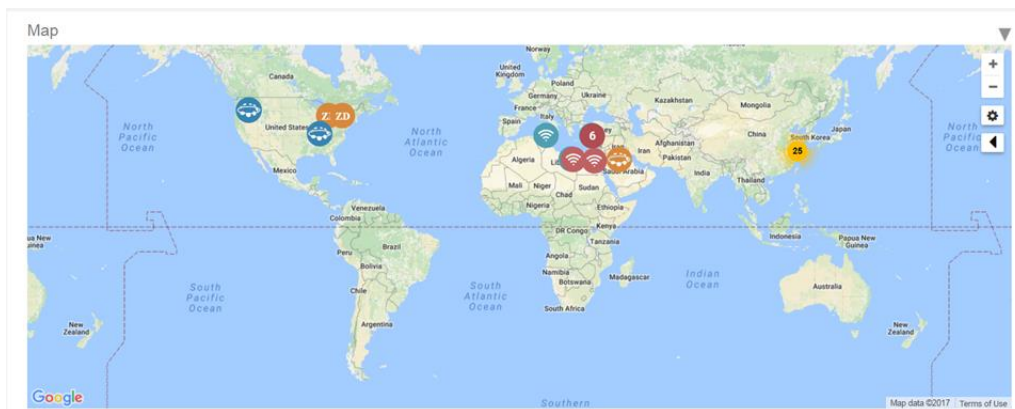 Map
Norway
Canada
United
Kingdom
Poland
Germany
Ukraine
Kazakhstan
Mongolia
France
Italy
Spain
Z
ZD
6
North
Pacific
Ocean
United States
North
Atlantic
Ocean
China
South Korea
Japan
North
Pacific
Ocean
25
Afghanistan
Iran
Pakistan
Algeria
Saudi Arabia
Mexico
India
Thailand
Mali
Niger
Chad
Sudan
Nigeria
Ethiopia
Venezuela
Colombia
Kenya
DR Congo
Tanzania
Indonesia
Papua New
Guinea
Brazil
Peru
Angola
Bolivia
Namibia
Botswana
Madagascar
Indian
Ocean
South
Pacific
Ocean
Chile
South
Atlantic
Ocean
South Africa
Australia
Argentina
New
Zealand
New
Zealand
Google
Southern
Map data ©2017
Terms of Use